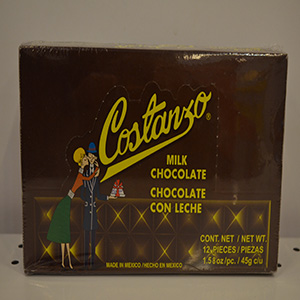 Costanzo®
MILK
CHOCOLATE
CHOCOLATE
CON LECHE
CONT. NET / NET WT.
12 PIECES / PIEZAS
1.58 oz/pc. / 45g c/u
MADE IN MEXICO / HECHO EN MEXICO